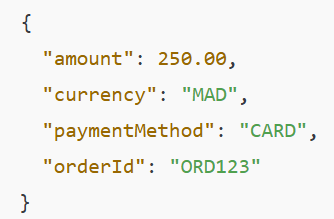 {
  "amount": 250.00,
  "currency": "MAD",
  "paymentMethod": "CARD",
  "orderId": "ORD123"
}